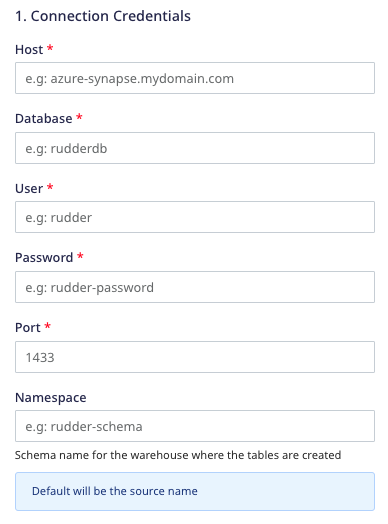 1. Connection Credentials
Host *
e.g: azure-synapse.mydomain.com
Database *
e.g: rudderdb
User *
e.g: rudder
Password *
e.g: rudder-password
Port *
1433
Namespace
e.g: rudder-schema
Schema name for the warehouse where the tables are created
Default will be the source name